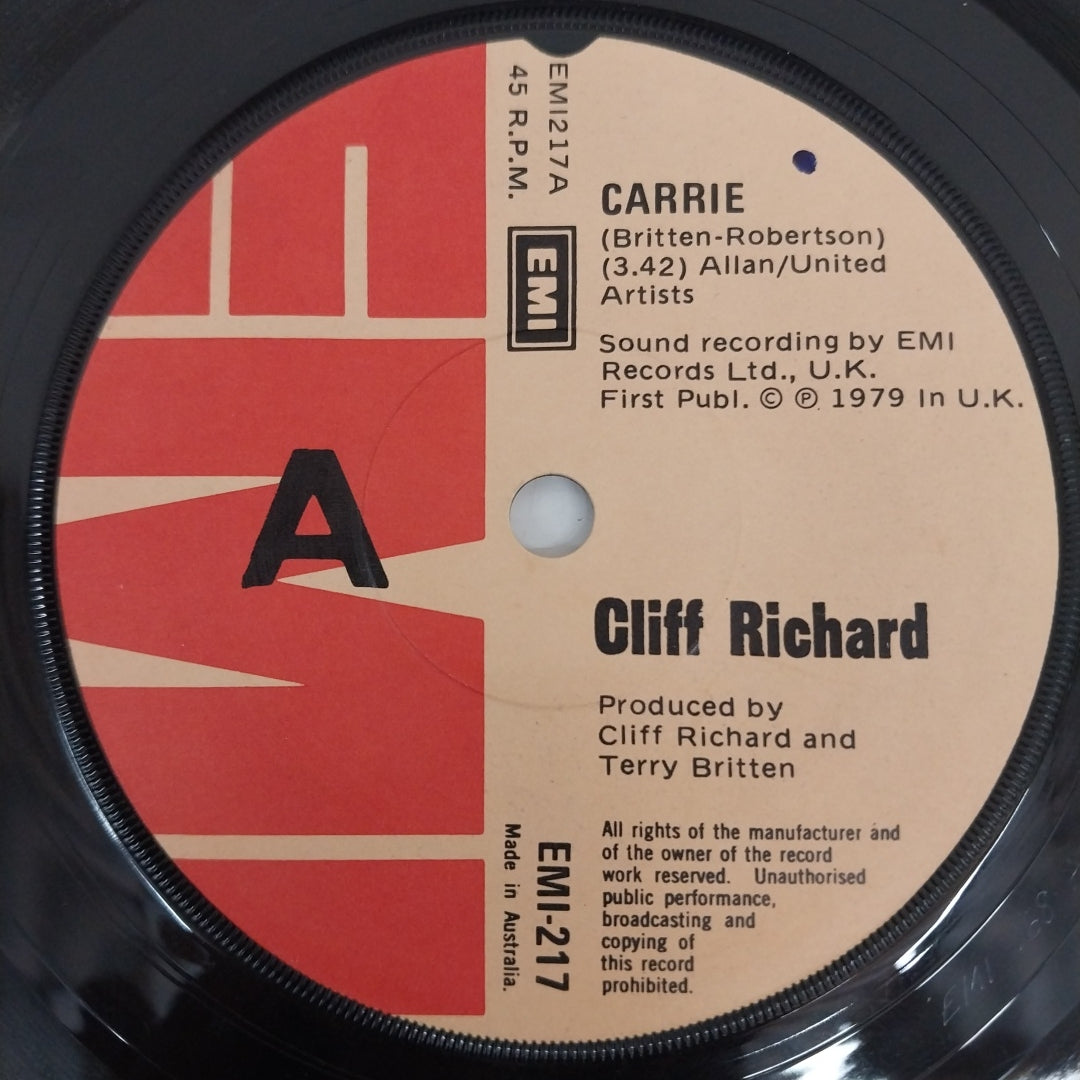 EMI217A
45 R.P.M.
EMI
CARRIE
(Britten-Robertson)
(3.42) Allan/United
Artists
Sound recording by EMI
Records Ltd., U.K.
First Publ. © ℗ 1979 In U.K.
A
Cliff Richard
Produced by
Cliff Richard and
Terry Britten
EMI-217
Made in Australia.
All rights of the manufacturer and
of the owner of the record
work reserved. Unauthorised
public performance,
broadcasting and
copying of
this record
prohibited.
EMI